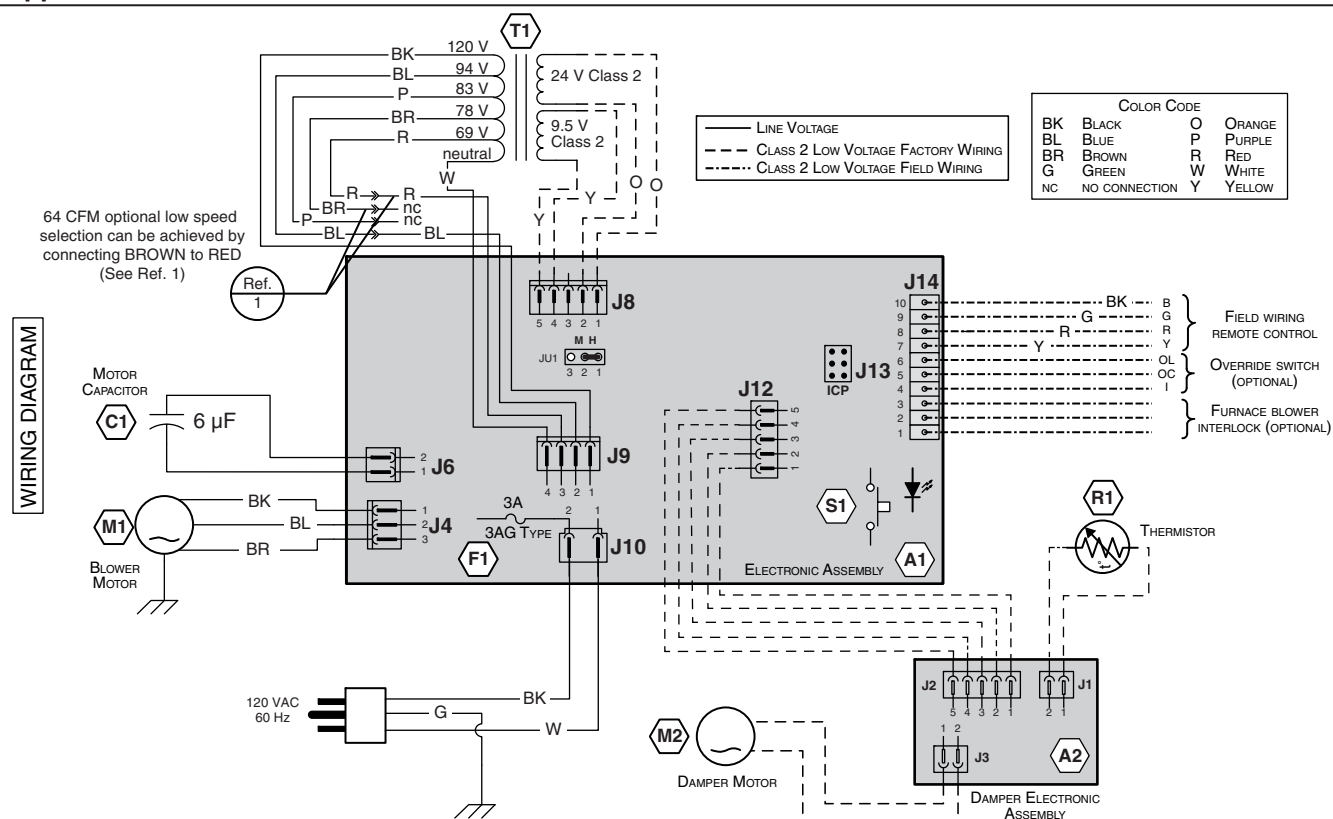 WIRING DIAGRAM
T1
BK 120 V
BL 94 V
P 83 V
BR 78 V
R 69 V
neutral
W
24 V Class 2
9.5 V
Class 2
O O
Y Y
LINE VOLTAGE
CLASS 2 LOW VOLTAGE FACTORY WIRING
CLASS 2 LOW VOLTAGE FIELD WIRING
COLOR CODE
BK BLACK O ORANGE
BL BLUE P PURPLE
BR BROWN R RED
G GREEN W WHITE
NC NO CONNECTION Y YELLOW
R R
BR nc
P nc
BL BL
64 CFM optional low speed
selection can be achieved by
connecting BROWN to RED
(See Ref. 1)
Ref.
1
J8
5 4 3 2 1
M H
JU1
3 2 1
J14
10
9
8
7
6
5
4
3
2
1
BK B
G G
R R
Y Y
OL
OC
I
FIELD WIRING
REMOTE CONTROL
OVERRIDE SWITCH
(OPTIONAL)
FURNACE BLOWER
INTERLOCK (OPTIONAL)
J13
ICP
J12
5
4
3
2
1
MOTOR
CAPACITOR
C1
6 µF
2
1
J6
J9
4 3 2 1
M1
BK
BL
BR
BLOWER
MOTOR
1
2
3
J4
3A
3AG TYPE
F1
2 1
J10
S1
ELECTRONIC ASSEMBLY
A1
R1
THERMISTOR
t°
120 VAC
60 Hz
BK
G
W
J2
5 4 3 2 1
J1
2 1
1 2
J3
A2
M2
DAMPER MOTOR
DAMPER ELECTRONIC
ASSEMBLY